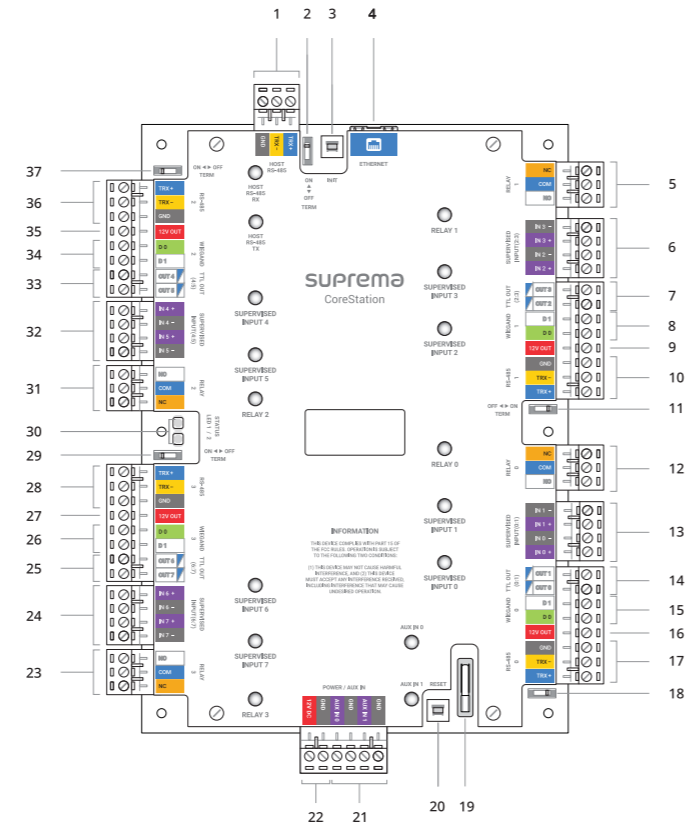 1 2 3 4
GND TRX - TRX +
HOST
RS-485
ON
OFF
TERM
INIT
ETHERNET
37
ON OFF
TERM
HOST
RS-485
RX
HOST
RS-485
TX
36
TRX +
TRX -
GND
RS-485
2
35
12V OUT
34
D 0
D 1
WIEGAND
2
33
OUT 4
OUT 5
TTL OUT
(4:5)
32
IN 4 +
IN 4 -
IN 5 +
IN 5 -
SUPERVISED
INPUT(4:5)
31
NO
COM
NC
RELAY
2
30
STATUS
LED 1 / 2
29
ON OFF
TERM
28
TRX +
TRX -
GND
RS-485
3
27
12V OUT
26
D 0
D 1
WIEGAND
3
25
OUT 6
OUT 7
TTL OUT
(6:7)
24
IN 6 +
IN 6 -
IN 7 +
IN 7 -
SUPERVISED
INPUT(6:7)
23
NO
COM
NC
RELAY
3
suprema
CoreStation
RELAY 1
SUPERVISED
INPUT 3
SUPERVISED
INPUT 4
SUPERVISED
INPUT 2
SUPERVISED
INPUT 5
RELAY 2
RELAY 0
SUPERVISED
INPUT 1
INFORMATION
THIS DEVICE COMPLIES WITH PART 15 OF
THE FCC RULES. OPERATION IS SUBJECT
TO THE FOLLOWING TWO CONDITIONS:
(1) THIS DEVICE MAY NOT CAUSE HARMFUL
INTERFERENCE, AND (2) THIS DEVICE
MUST ACCEPT ANY INTERFERENCE RECEIVED,
INCLUDING INTERFERENCE THAT MAY CAUSE
UNDESIRED OPERATION.
SUPERVISED
INPUT 0
SUPERVISED
INPUT 6
AUX IN 0
SUPERVISED
INPUT 7
AUX IN 1
RELAY 3
POWER / AUX IN
12V DC GND AUX IN 0 GND AUX IN 1 GND
RESET
NC
COM
NO
RELAY
1
5
IN 3 -
IN 3 +
IN 2 -
IN 2 +
SUPERVISED
INPUT(2:3)
6
OUT 3
OUT 2
TTL OUT
(2:3)
7
D 1
D 0
WIEGAND
1
8
12V OUT
9
GND
TRX -
TRX +
RS-485
1
10
OFF ON
TERM
11
NC
COM
NO
RELAY
0
12
IN 1 -
IN 1 +
IN 0 -
IN 0 +
SUPERVISED
INPUT(0:1)
13
OUT 1
OUT 0
TTL OUT
(0:1)
14
D 1
D 0
WIEGAND
0
15
12V OUT
16
GND
TRX -
TRX +
RS-485
0
17
OFF ON
TERM
18
22 21 20 19